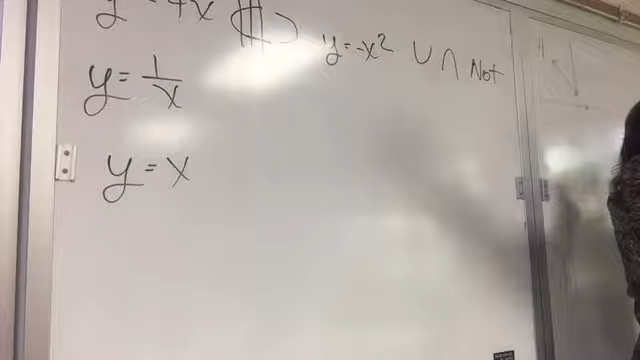 y = 4x
y = -x² ∪ ∩ Not
y = 1/x
y = x